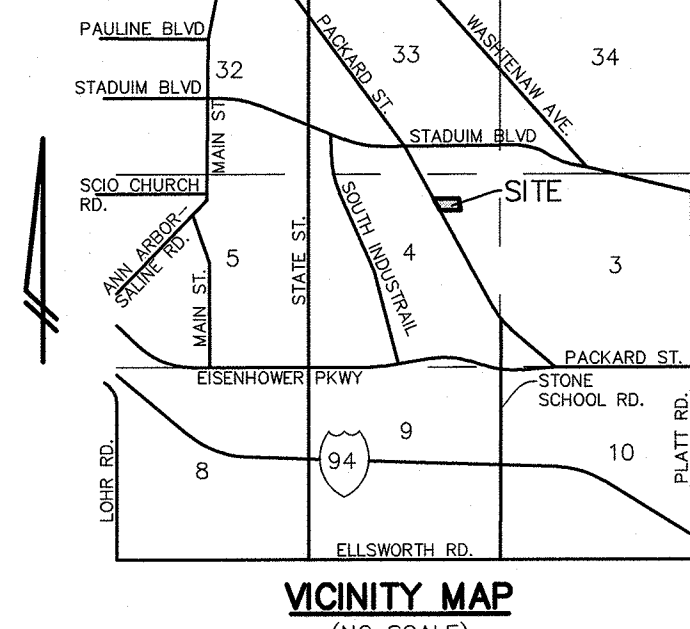 PAULINE BLVD
32
PACKARD ST.
33
WASHTENAW AVE.
34
STADUIM BLVD
MAIN ST.
STADUIM BLVD
SCIO CHURCH
RD.
SITE
ANN ARBOR-
SALINE RD.
5
MAIN ST.
STATE ST.
SOUTH INDUSTRAIL
4
3
EISENHOWER PKWY
PACKARD ST.
STONE
SCHOOL RD.
PLATT RD.
LOHR RD.
8
94
9
10
ELLSWORTH RD.
VICINITY MAP
(NO SCALE)